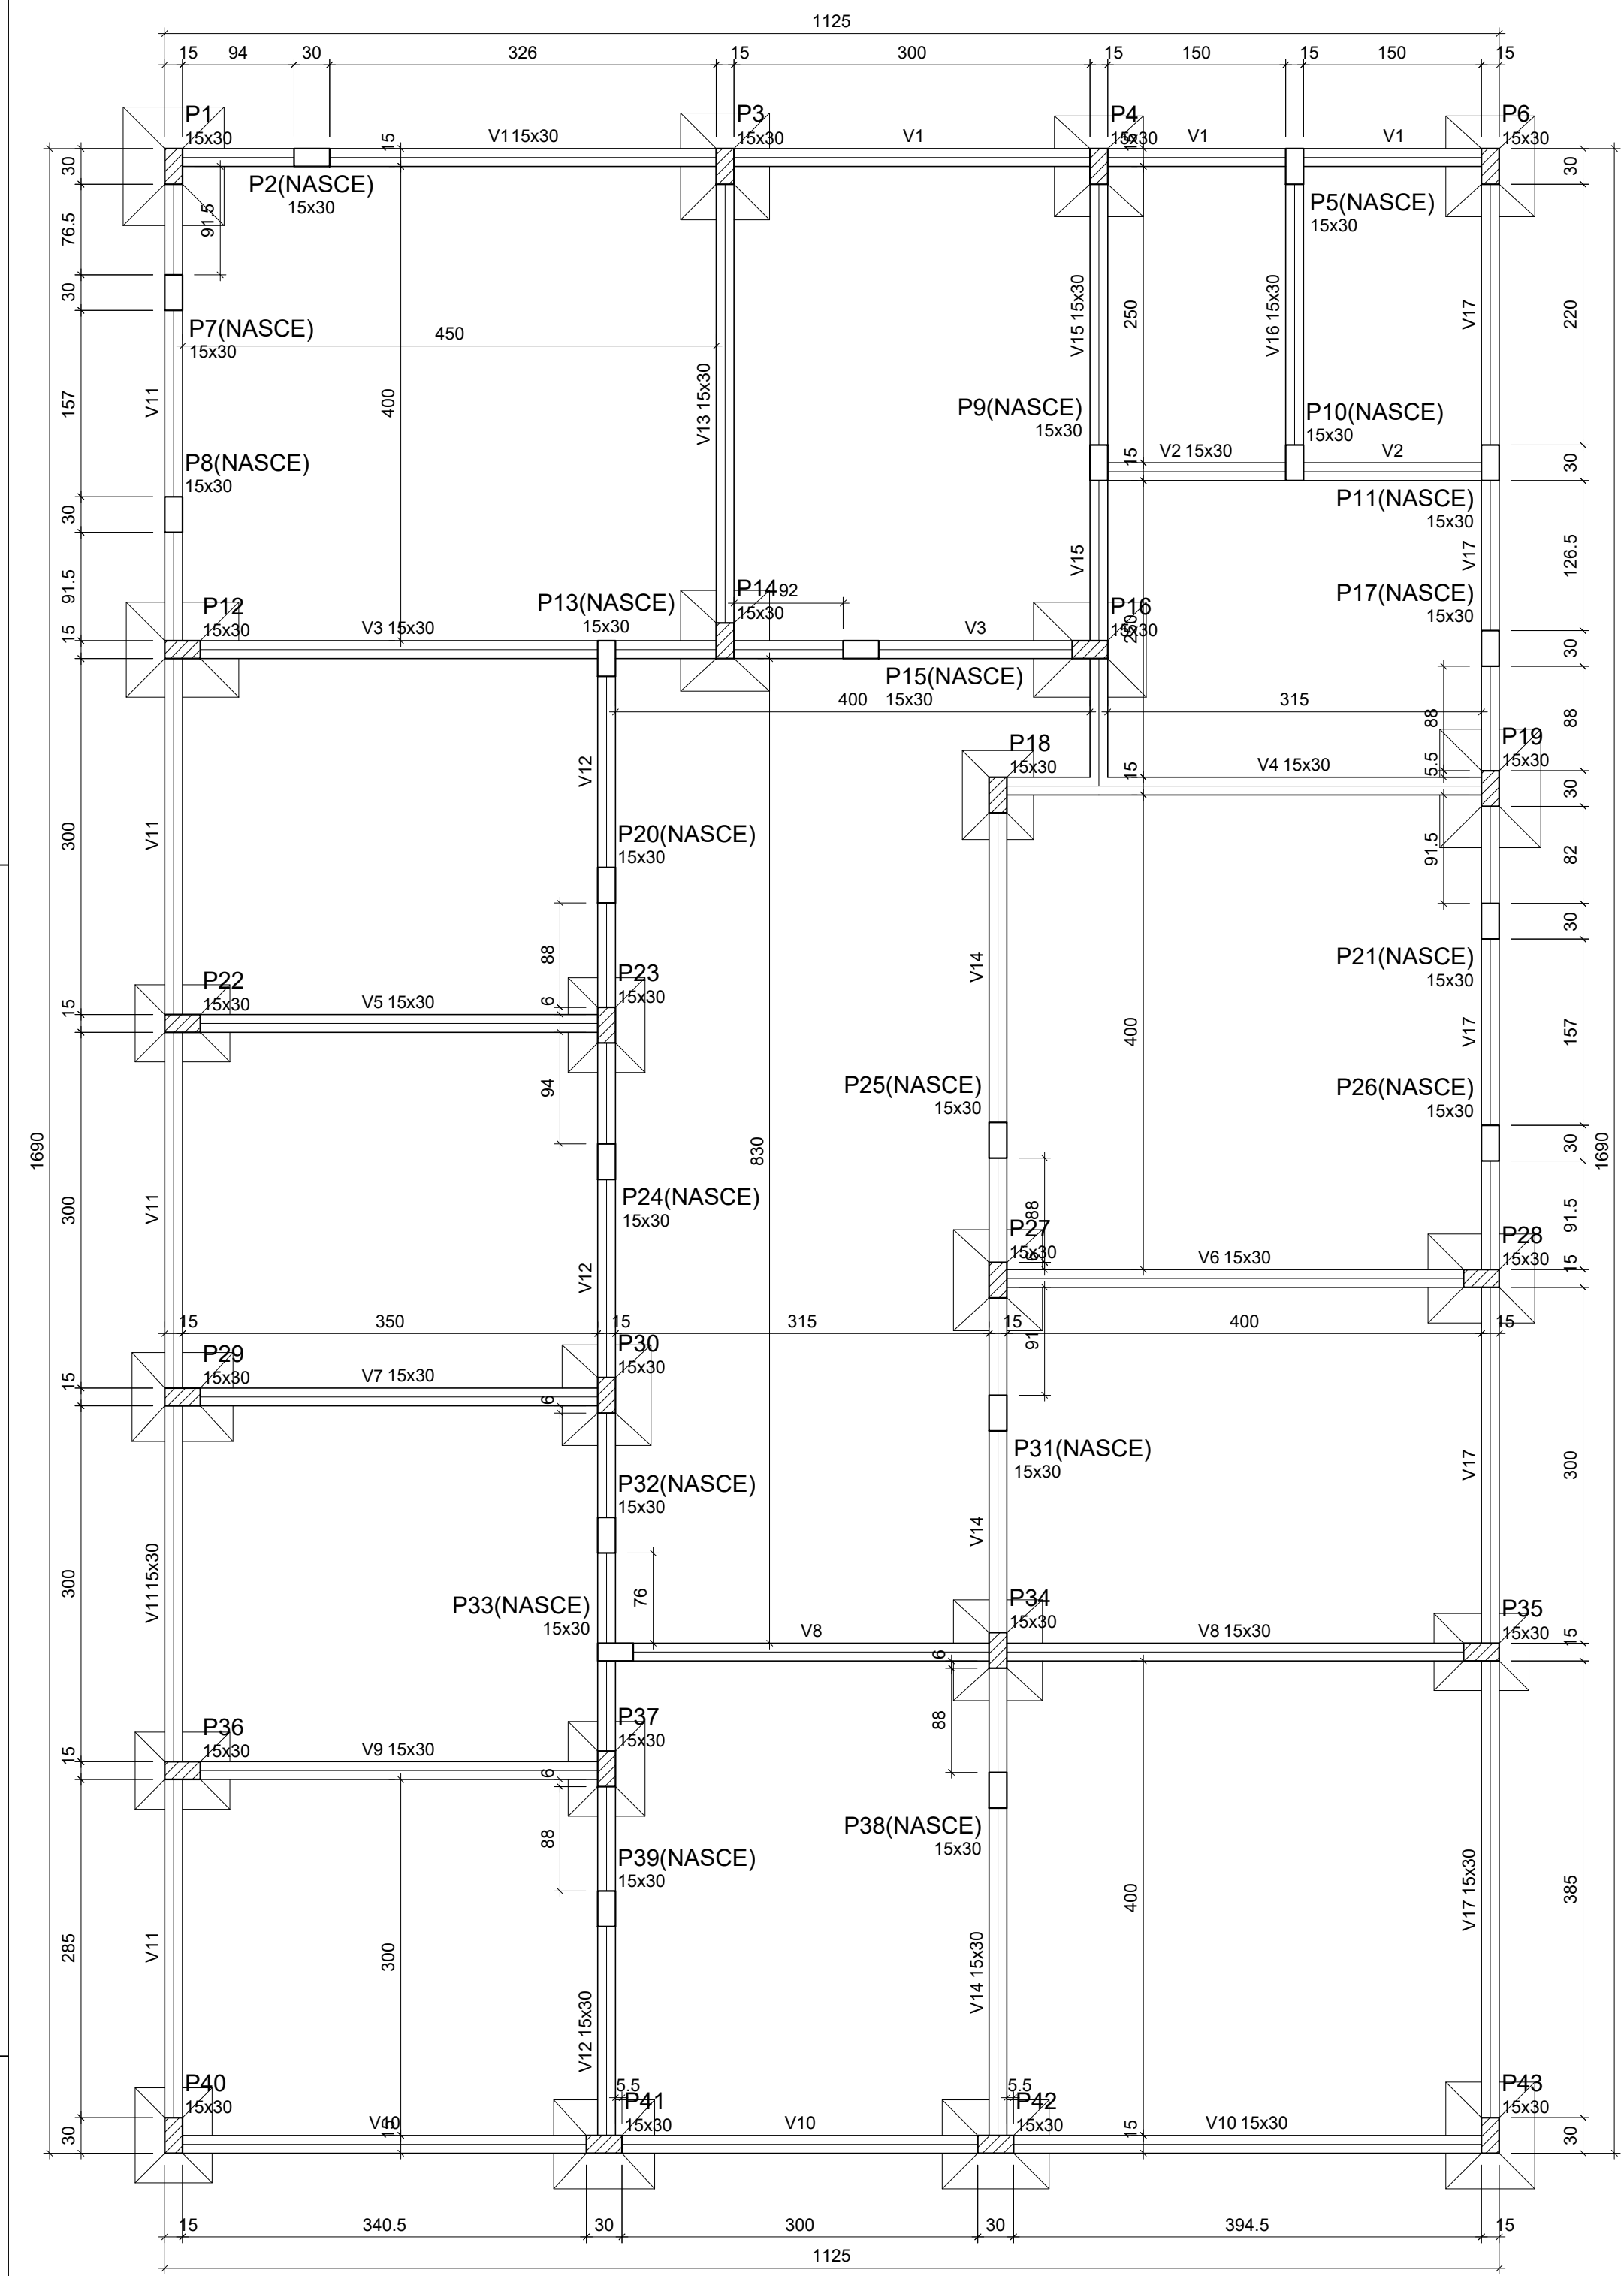 1125
15 94 30 326 15 300 15 150 15 150 15
P1
15x30
P3
15x30
P4
15x30
P6
15x30
V1 15x30
V1
V1
V1
15
15
30
30
P2(NASCE)
15x30
P5(NASCE)
15x30
76.5
91.5
30
P7(NASCE)
15x30
450
400
V13 15x30
V15 15x30
250
V16 15x30
V17
220
V11
157
P9(NASCE)
15x30
P10(NASCE)
15x30
P8(NASCE)
15x30
15
V2 15x30
V2
30
30
P11(NASCE)
15x30
91.5
V15
V17
126.5
P12
15x30
P13(NASCE)
15x30
P14
15x30
92
P16
15x30
250
P17(NASCE)
15x30
15
V3 15x30
V3
30
P15(NASCE)
15x30
400
315
88
88
V12
P18
15x30
15
V4 15x30
5.5
P19
15x30
30
300
V11
P20(NASCE)
15x30
91.5
82
30
88
V14
P21(NASCE)
15x30
P22
15x30
V5 15x30
6
P23
15x30
15
400
V17
157
94
P25(NASCE)
15x30
P26(NASCE)
15x30
1690
830
30
1690
300
V11
P24(NASCE)
15x30
88
91.5
V12
P27
15x30
6
V6 15x30
P28
15x30
15
15 350 15 315 15 400 15
91
P29
15x30
V7 15x30
P30
15x30
15
6
P31(NASCE)
15x30
V17
300
P32(NASCE)
15x30
V14
300
V11 15x30
76
P33(NASCE)
15x30
P34
15x30
P35
15x30
V8
V8 15x30
15
6
P36
15x30
P37
15x30
88
15
V9 15x30
6
88
P38(NASCE)
15x30
P39(NASCE)
15x30
400
V17 15x30
385
285
V11
300
V14 15x30
V12 15x30
P40
15x30
5.5
P41
15x30
5.5
P42
15x30
P43
15x30
30
V10
15
V10
15
V10 15x30
30
15 340.5 30 300 30 394.5 15
1125